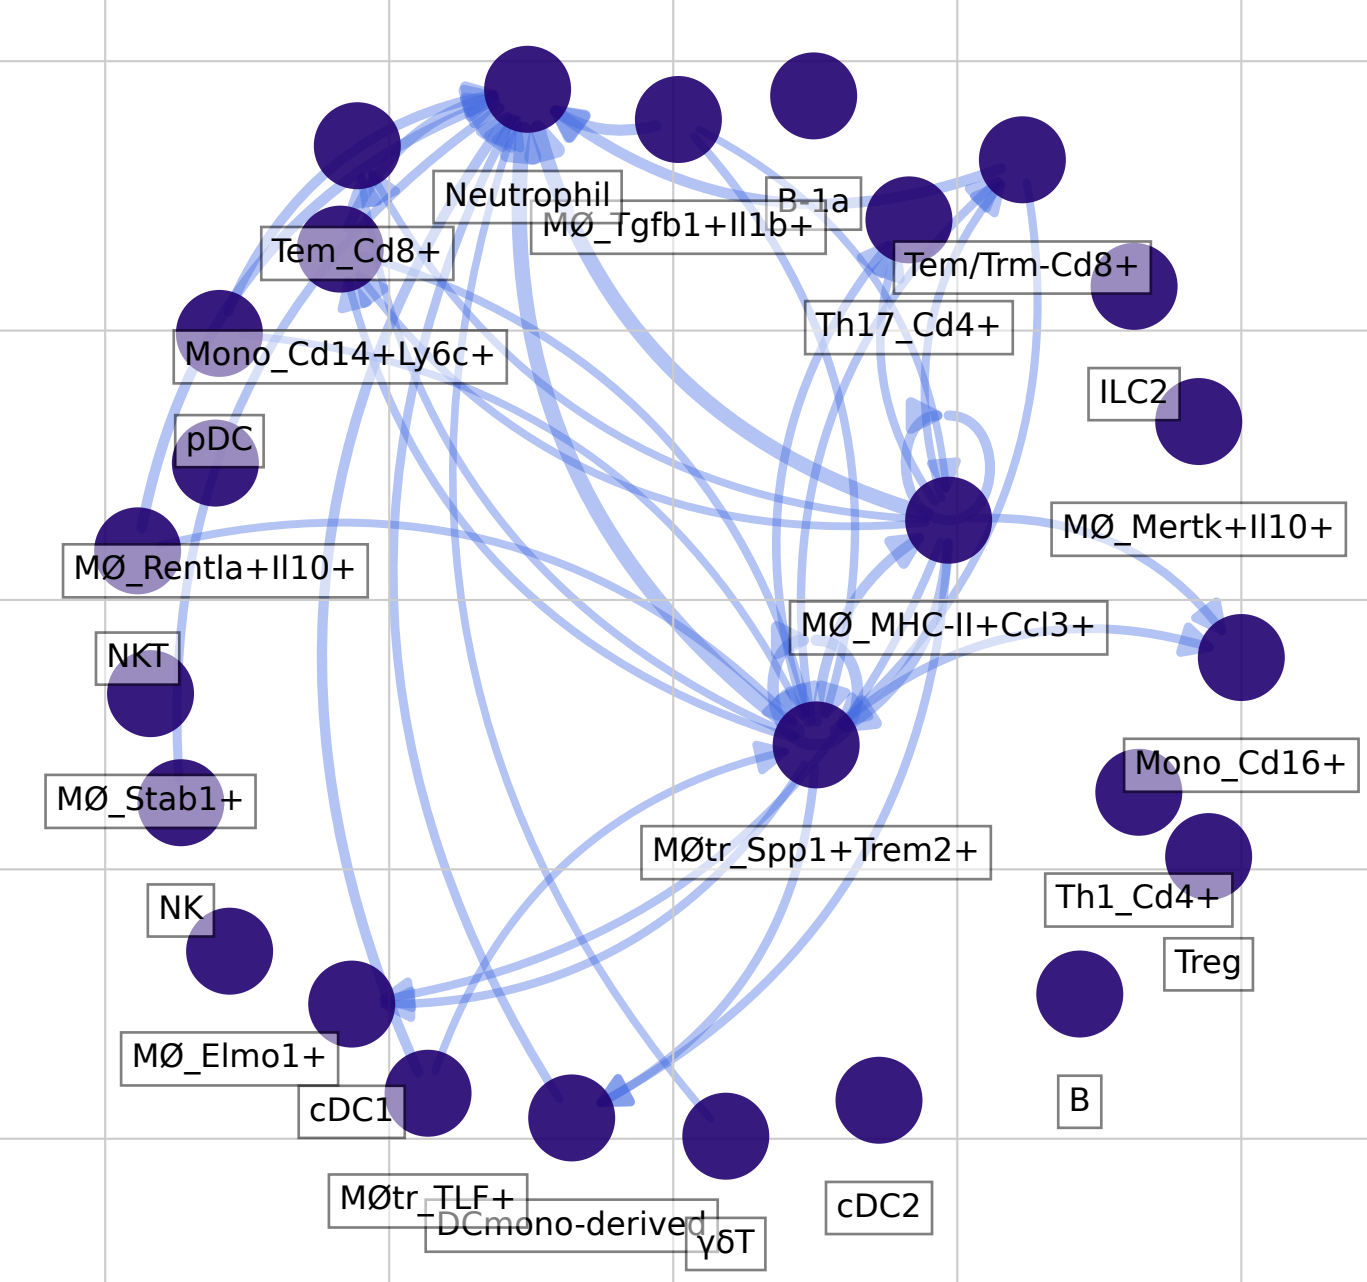 Neutrophil
B-1a
MØ_Tgfb1+Il1b+
Tem_Cd8+
Tem/Trm-Cd8+
Th17_Cd4+
Mono_Cd14+Ly6c+
ILC2
pDC
MØ_Mertk+Il10+
MØ_Rentla+Il10+
MØ_MHC-II+Ccl3+
NKT
Mono_Cd16+
MØ_Stab1+
MØtr_Spp1+Trem2+
Th1_Cd4+
NK
Treg
MØ_Elmo1+
B
cDC1
MØtr_TLF+
cDC2
DCmono-derived
γδT